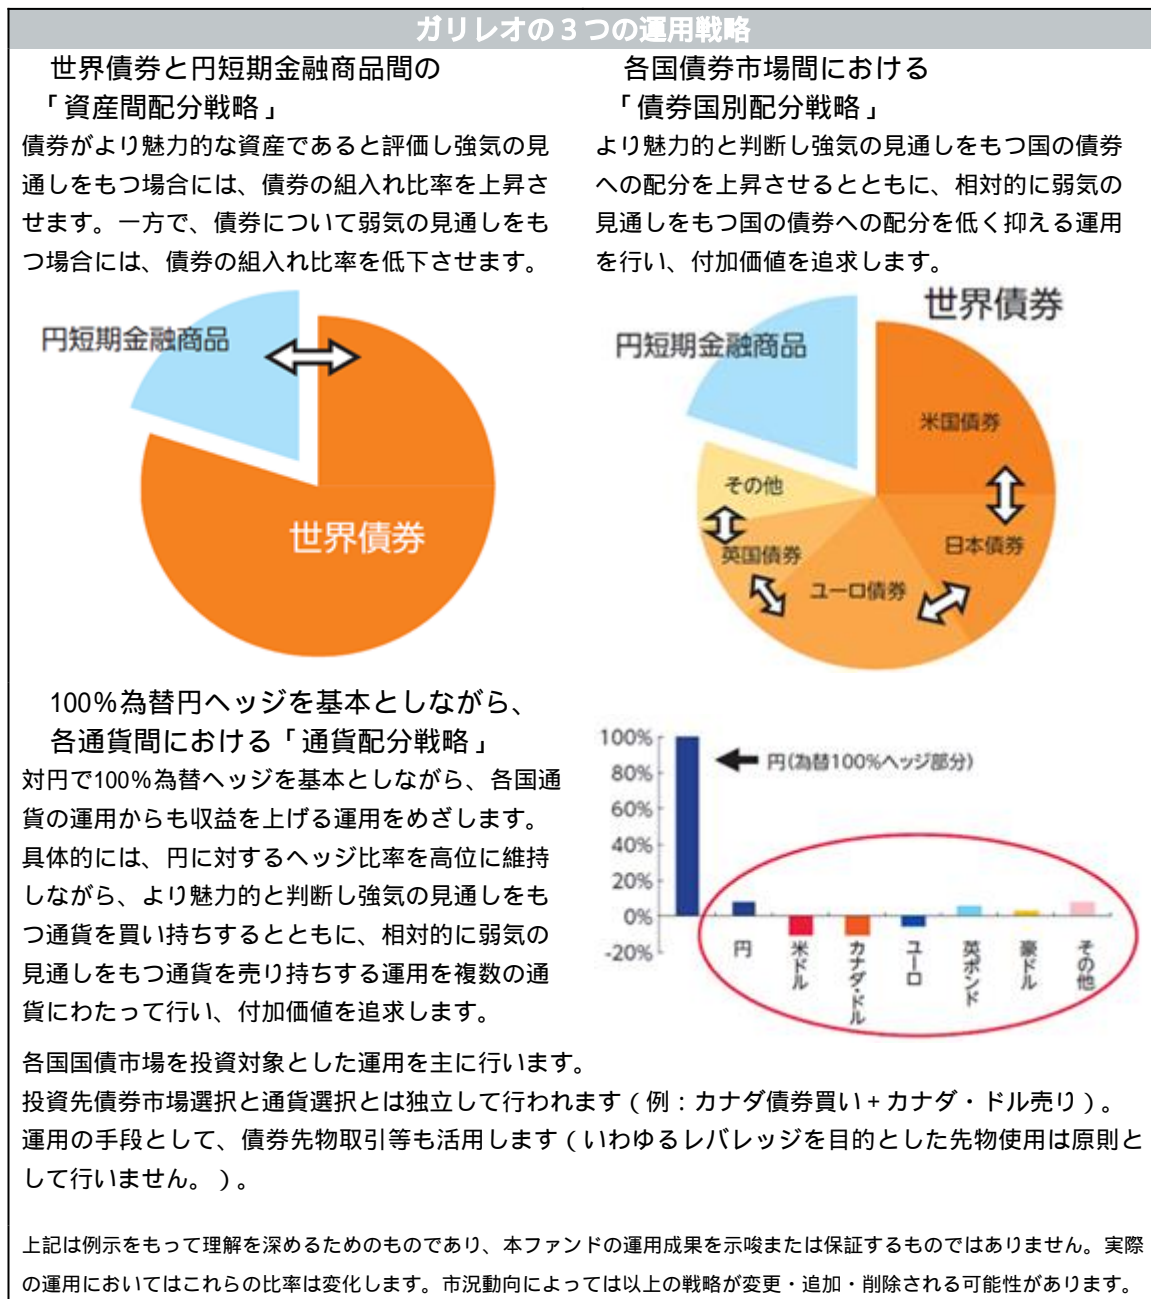 ガリレオの3つの運用戦略
世界債券と円短期金融商品間の
「資産間配分戦略」
債券がより魅力的な資産であると評価し強気の見
通しをもつ場合には、債券の組入れ比率を上昇さ
せます。一方で、債券について弱気の見通しをも
つ場合には、債券の組入れ比率を低下させます。
円短期金融商品
世界債券
各国債券市場間における
「債券国別配分戦略」
より魅力的と判断し強気の見通しをもつ国の債券
への配分を上昇させるとともに、相対的に弱気の
見通しをもつ国の債券への配分を低く抑える運用
を行い、付加価値を追求します。
世界債券
円短期金融商品
米国債券
その他
日本債券
英国債券
ユーロ債券
100%為替円ヘッジを基本としながら、
各通貨間における「通貨配分戦略」
対円で100%為替ヘッジを基本としながら、各国通
貨の運用からも収益を上げる運用をめざします。
具体的には、円に対するヘッジ比率を高位に維持
しながら、より魅力的と判断し強気の見通しをも
つ通貨を買い持ちするとともに、相対的に弱気の
見通しをもつ通貨を売り持ちする運用を複数の通
貨にわたって行い、付加価値を追求します。
100%
80%
60%
40%
20%
0%
-20%
円(為替100%ヘッジ部分)
円
米ドル
カナダ・ドル
ユーロ
英ポンド
豪ドル
その他
各国国債市場を投資対象とした運用を主に行います。
投資先債券市場選択と通貨選択とは独立して行われます(例:カナダ債券買い+カナダ・ドル売り)。
運用の手段として、債券先物取引等も活用します(いわゆるレバレッジを目的とした先物使用は原則と
して行いません。)。
上記は例示をもって理解を深めるためのものであり、本ファンドの運用成果を示唆または保証するものではありません。実際
の運用においてはこれらの比率は変化します。市況動向によっては以上の戦略が変更・追加・削除される可能性があります。